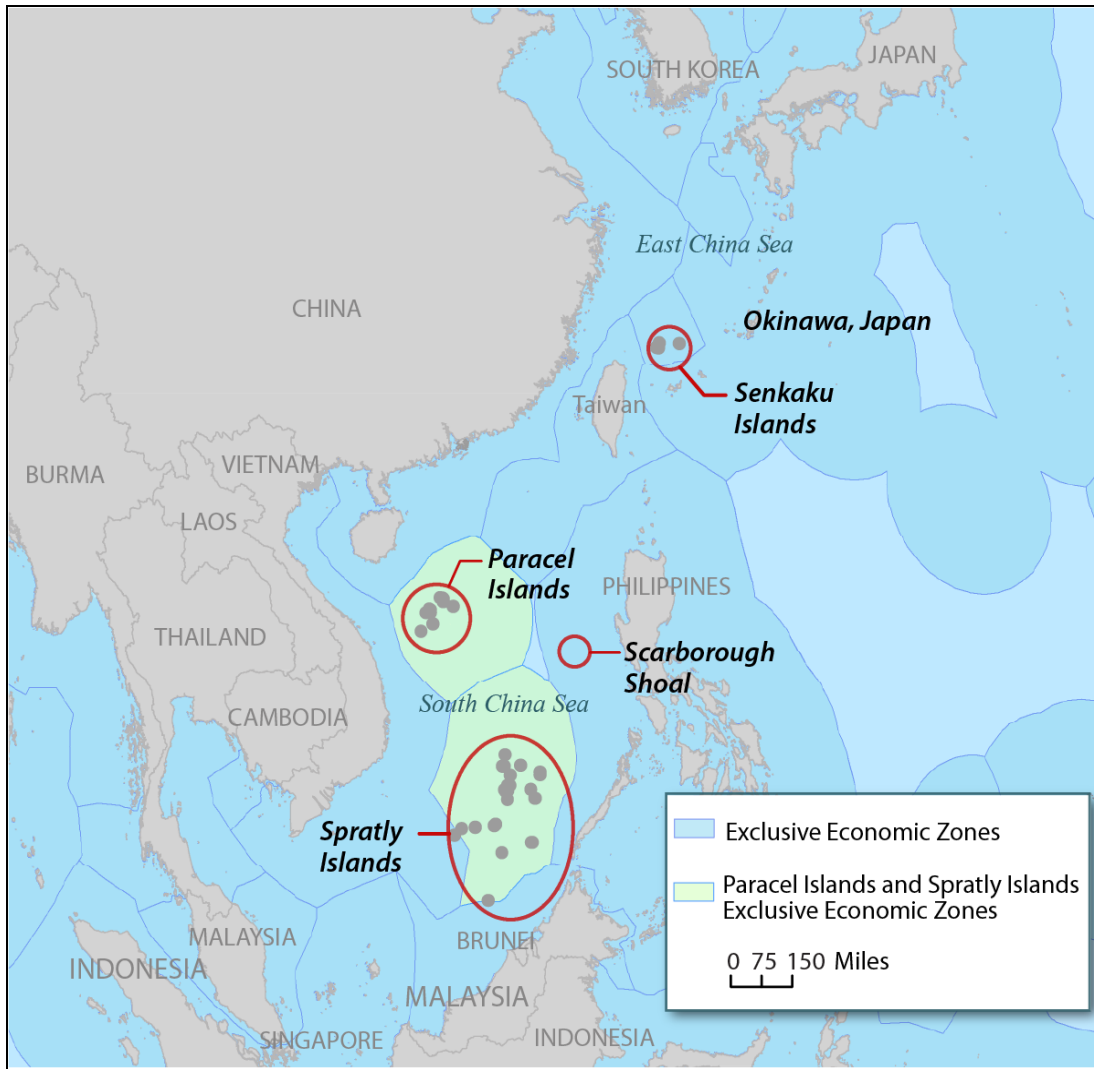 SOUTH KOREA
JAPAN
East China Sea
CHINA
Okinawa, Japan
Senkaku
Islands
Taiwan
BURMA
VIETNAM
LAOS
Paracel
Islands
PHILIPPINES
THAILAND
Scarborough
Shoal
South China Sea
CAMBODIA
Spratly
Islands
Exclusive Economic Zones
Paracel Islands and Spratly Islands
Exclusive Economic Zones
0 75 150 Miles
MALAYSIA
BRUNEI
INDONESIA
MALAYSIA
SINGAPORE
INDONESIA